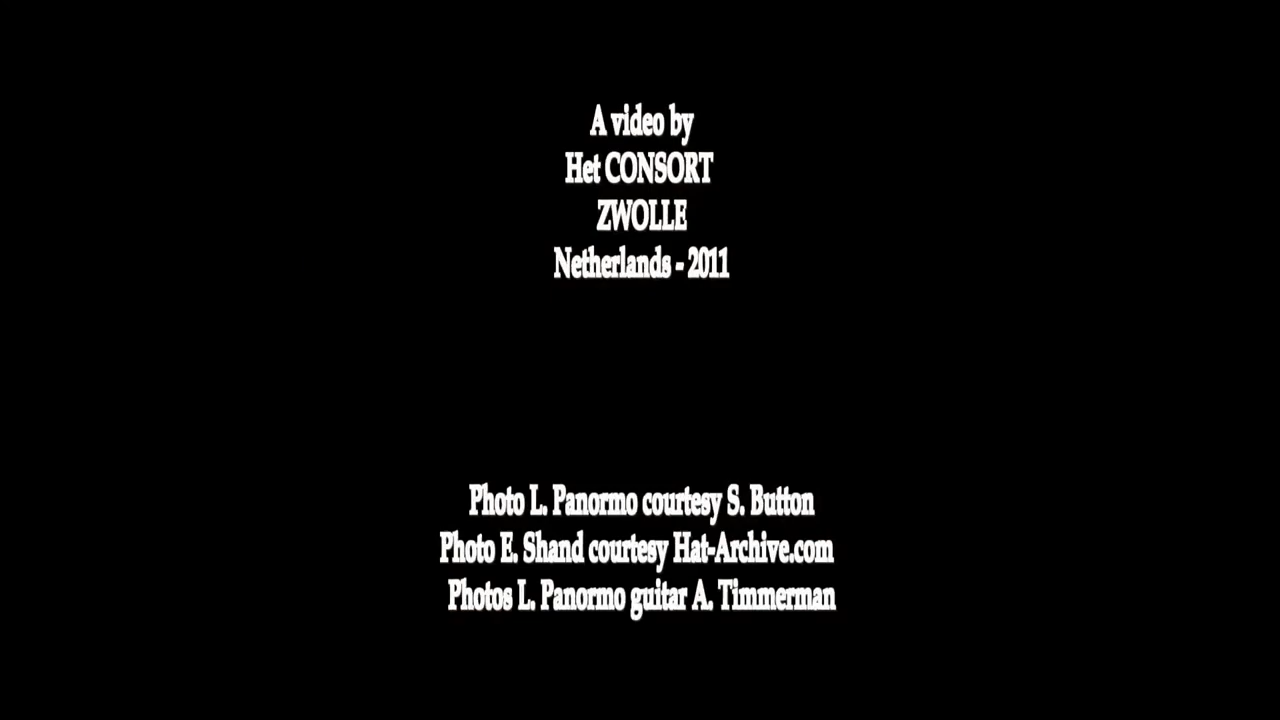 A video by
Het CONSORT
ZWOLLE
Netherlands - 2011
Photo L. Panormo courtesy S. Button
Photo E. Shand courtesy Hat-Archive.com
Photos L. Panormo guitar A. Timmerman